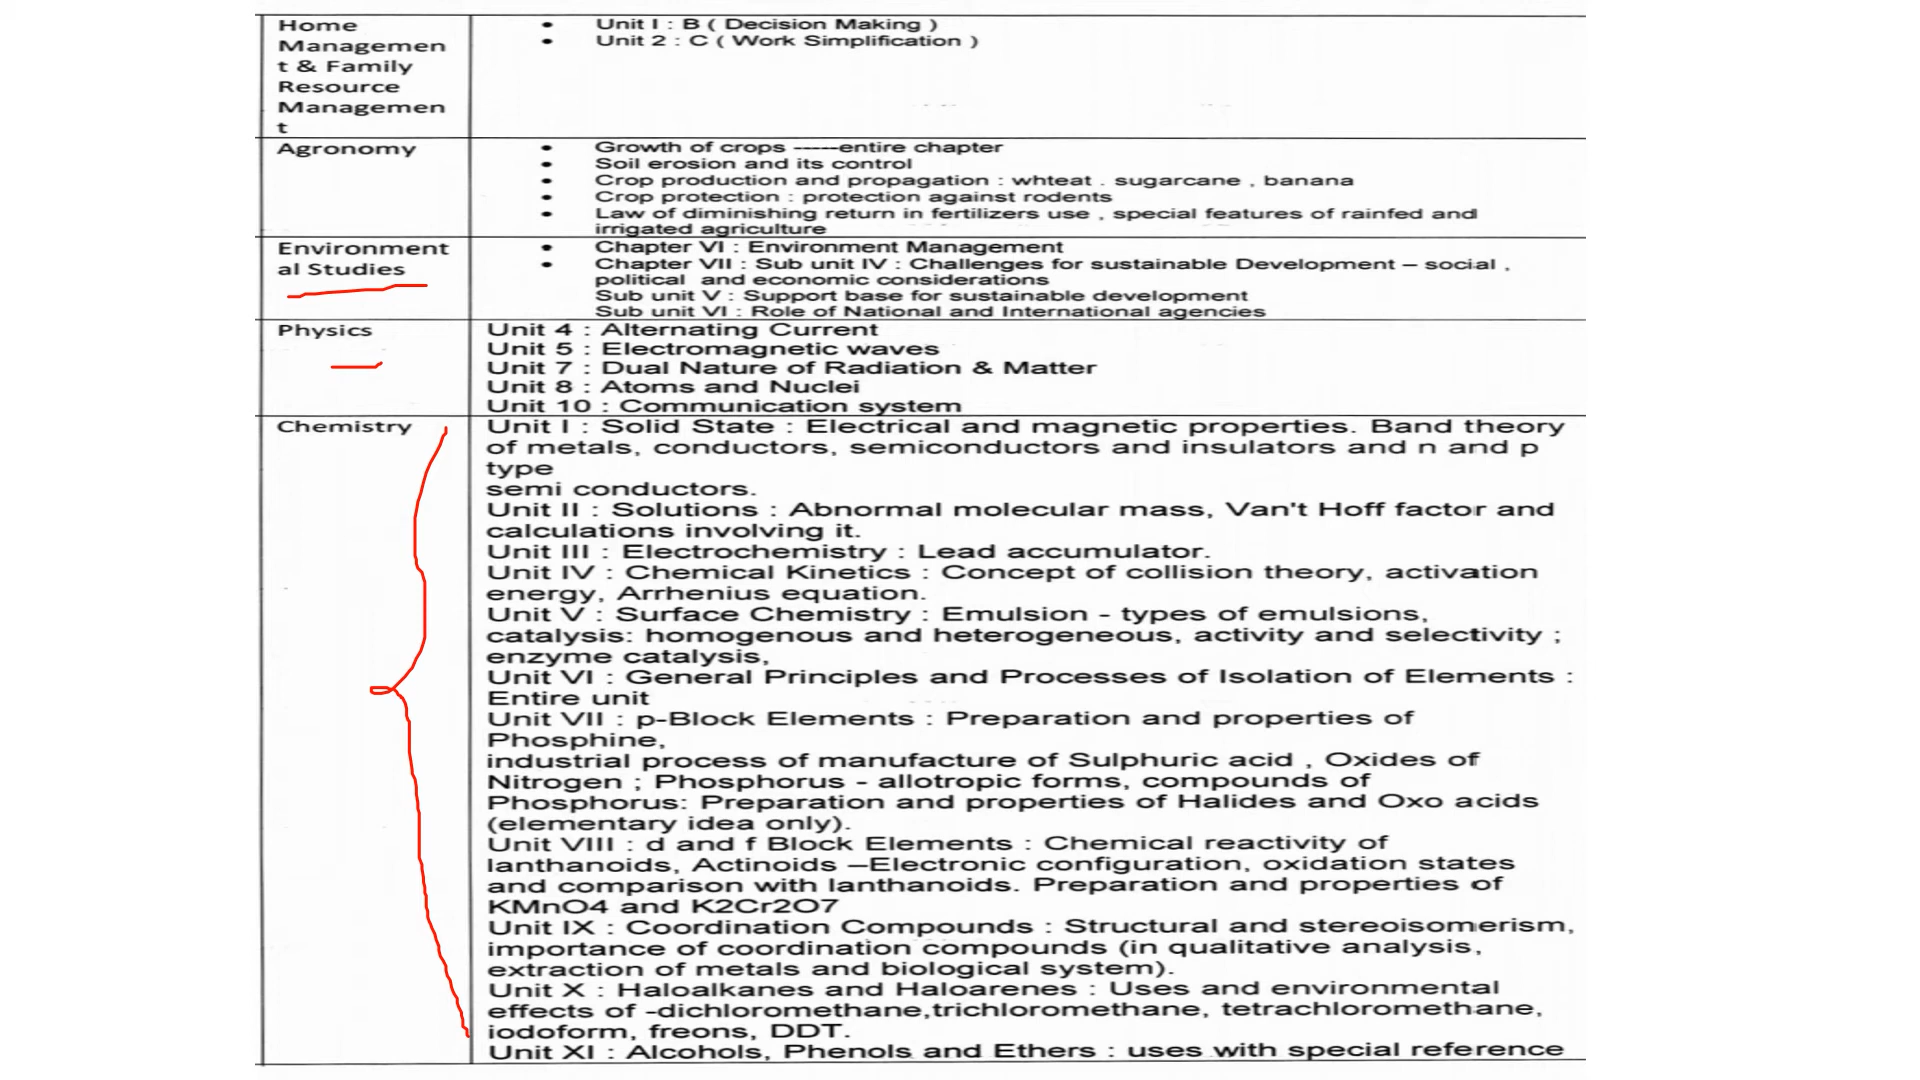 Home
Managemen
t & Family
Resource
Managemen
t
Unit I : B ( Decision Making )
Unit 2 : C ( Work Simplification )
Agronomy
Growth of crops -----entire chapter
Soil erosion and its control
Crop production and propagation : whteat . sugarcane , banana
Crop protection : protection against rodents
Law of diminishing return in fertilizers use , special features of rainfed and
irrigated agriculture
Environment
al Studies
Chapter VI : Environment Management
Chapter VII : Sub unit IV : Challenges for sustainable Development – social ,
political and economic considerations
Sub unit V : Support base for sustainable development
Sub unit VI : Role of National and International agencies
Physics
Unit 4 : Alternating Current
Unit 5 : Electromagnetic waves
Unit 7 : Dual Nature of Radiation & Matter
Unit 8 : Atoms and Nuclei
Unit 10 : Communication system
Chemistry
Unit I : Solid State : Electrical and magnetic properties. Band theory
of metals, conductors, semiconductors and insulators and n and p
type
semi conductors.
Unit II : Solutions : Abnormal molecular mass, Van't Hoff factor and
calculations involving it.
Unit III : Electrochemistry : Lead accumulator.
Unit IV : Chemical Kinetics : Concept of collision theory, activation
energy, Arrhenius equation.
Unit V : Surface Chemistry : Emulsion - types of emulsions,
catalysis: homogenous and heterogeneous, activity and selectivity ;
enzyme catalysis,
Unit VI : General Principles and Processes of Isolation of Elements :
Entire unit
Unit VII : p-Block Elements : Preparation and properties of
Phosphine,
industrial process of manufacture of Sulphuric acid , Oxides of
Nitrogen ; Phosphorus - allotropic forms, compounds of
Phosphorus: Preparation and properties of Halides and Oxo acids
(elementary idea only).
Unit VIII : d and f Block Elements : Chemical reactivity of
lanthanoids, Actinoids –Electronic configuration, oxidation states
and comparison with lanthanoids. Preparation and properties of
KMnO4 and K2Cr2O7
Unit IX : Coordination Compounds : Structural and stereoisomerism,
importance of coordination compounds (in qualitative analysis,
extraction of metals and biological system).
Unit X : Haloalkanes and Haloarenes : Uses and environmental
effects of -dichloromethane,trichloromethane, tetrachloromethane,
iodoform, freons, DDT.
Unit XI : Alcohols, Phenols and Ethers : uses with special reference